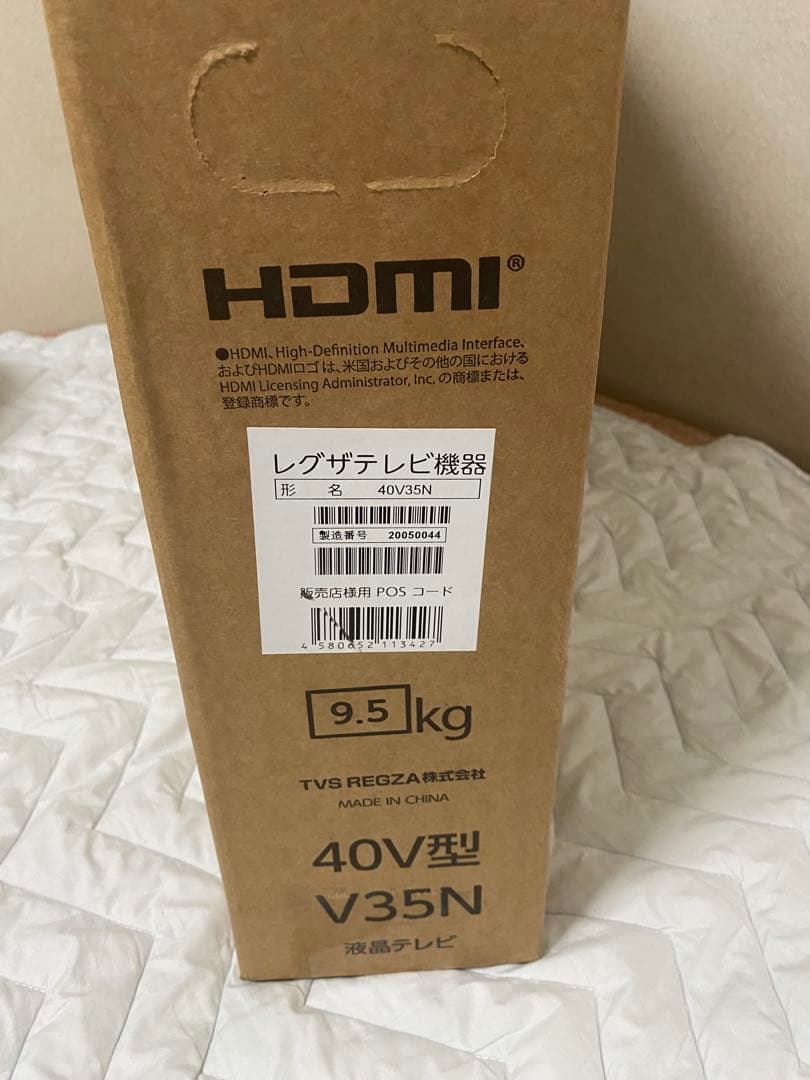 HDMI®
●HDMI、High-Definition Multimedia Interface、
およびHDMIロゴは、米国およびその他の国における
HDMI Licensing Administrator, Inc. の商標または、
登録商標です。
レグザテレビ機器
形 名 40V35N
製造番号 20050044
販売店様用 POS コード
4 580652 113427
9.5 kg
TVS REGZA株式会社
MADE IN CHINA
40V型
V35N
液晶テレビ